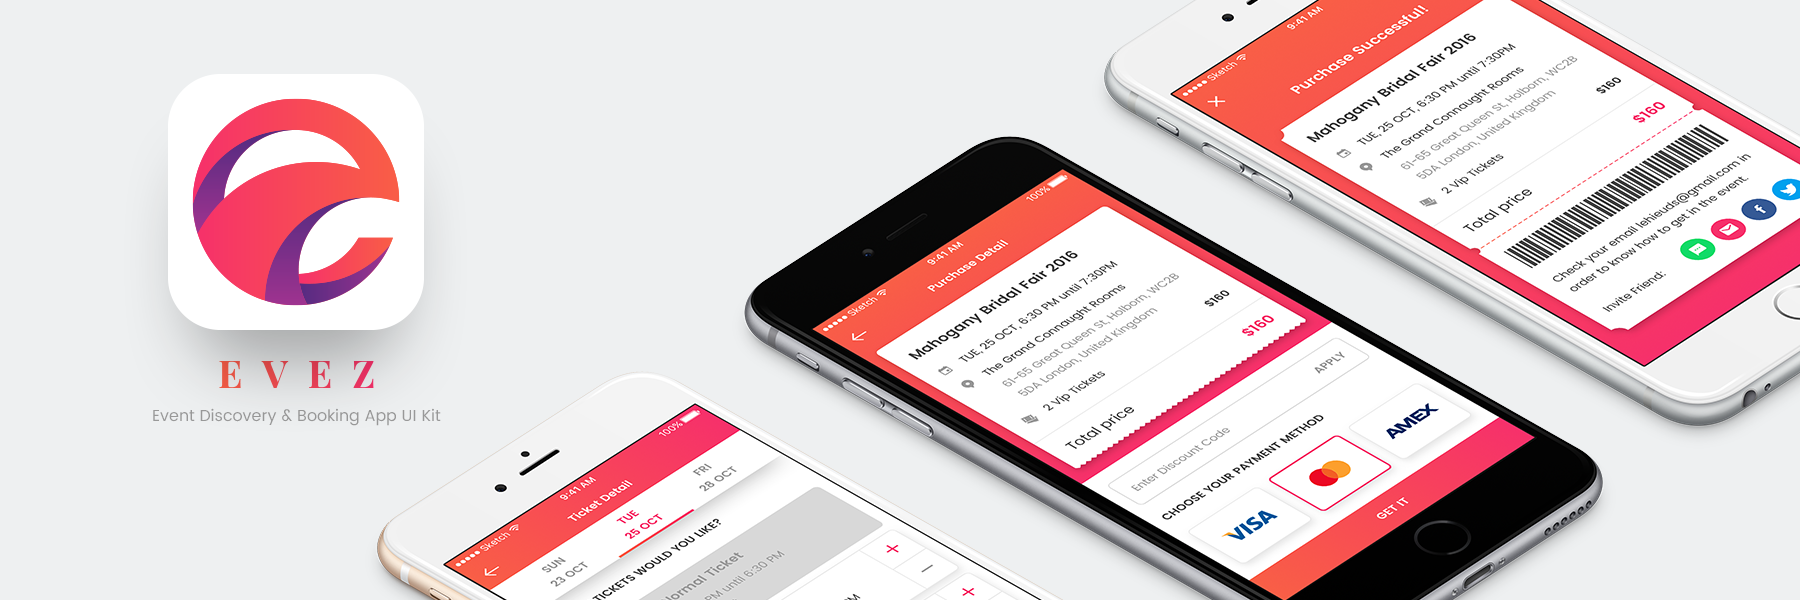 EVEZ
Event Discovery & Booking App UI Kit
Sketch
9:41 AM
100%
Ticket Detail
SUN
23 OCT
TUE
25 OCT
FRI
28 OCT
TICKETS WOULD YOU LIKE?
Ticket
until 6:30 PM
Sketch
9:41 AM
100%
Purchase Detail
Mahogany Bridal Fair 2016
TUE, 25 OCT, 6:30 PM until 7:30PM
The Grand Connaught Rooms
61-65 Great Queen St, Holborn, WC2B
5DA London, United Kingdom
2 Vip Tickets
$160
Total price
$160
Enter Discount Code
APPLY
CHOOSE YOUR PAYMENT METHOD
VISA
AMEX
GET IT
Sketch
9:41 AM
Purchase Successful!
Mahogany Bridal Fair 2016
TUE, 25 OCT, 6:30 PM until 7:30PM
The Grand Connaught Rooms
61-65 Great Queen St, Holborn, WC2B
5DA London, United Kingdom
2 Vip Tickets
$160
Total price
$160
Check your email lehieuds@gmail.com in
order to know how to get in the event.
Invite Friend: